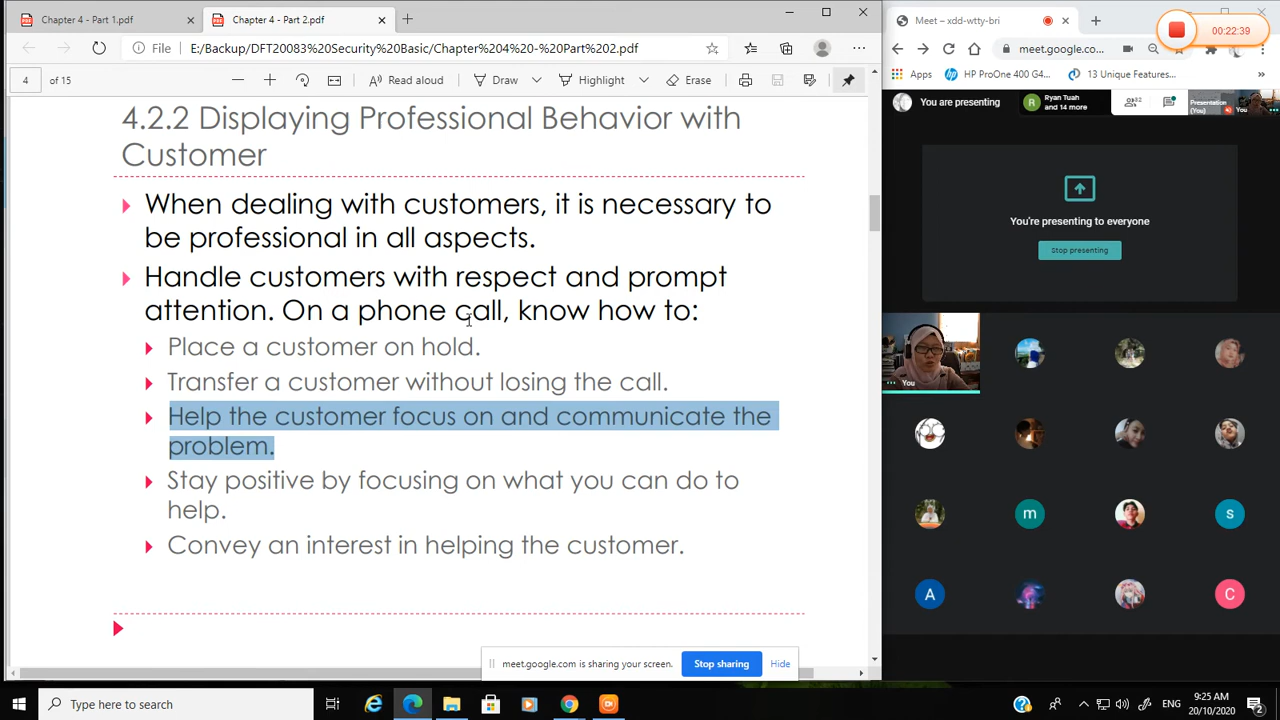 Chapter 4 - Part 1.pdf
Chapter 4 - Part 2.pdf
File
E:/Backup/DFT20083%20Security%20Basic/Chapter%204%20-%20Part%202.pdf
4 of 15
Read aloud
Draw
Highlight
Erase
4.2.2 Displaying Professional Behavior with
Customer
When dealing with customers, it is necessary to
be professional in all aspects.
Handle customers with respect and prompt
attention. On a phone call, know how to:
Place a customer on hold.
Transfer a customer without losing the call.
Help the customer focus on and communicate the
problem.
Stay positive by focusing on what you can do to
help.
Convey an interest in helping the customer.
meet.google.com is sharing your screen.
Stop sharing
Hide
Meet – xdd-wtty-bri
00:22:39
meet.google.co...
Apps
HP ProOne 400 G4...
13 Unique Features...
You are presenting
R
Ryan Tuah
and 14 more
32
Presentation
(You)
You
You're presenting to everyone
Stop presenting
You
m
s
A
C
Type here to search
ENG
9:25 AM
20/10/2020
2